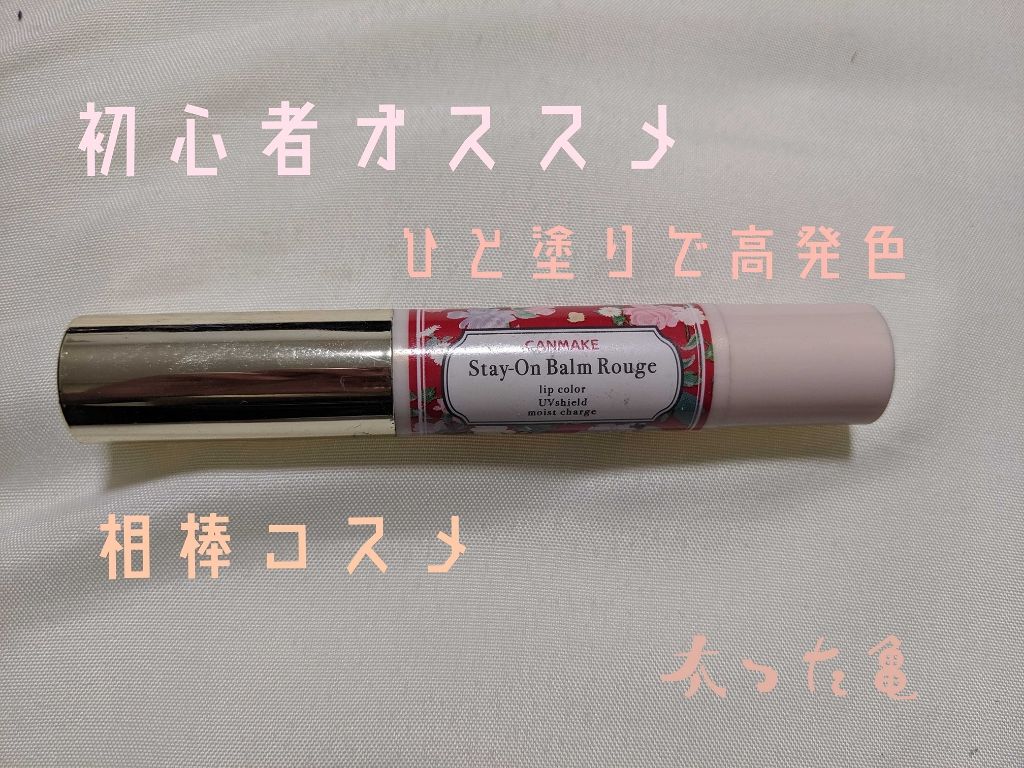 初心者オススメ
ひと塗りで高発色
CANMAKE
Stay-On Balm Rouge
lip color
UVshield
moist charge
相棒コスメ
太った亀